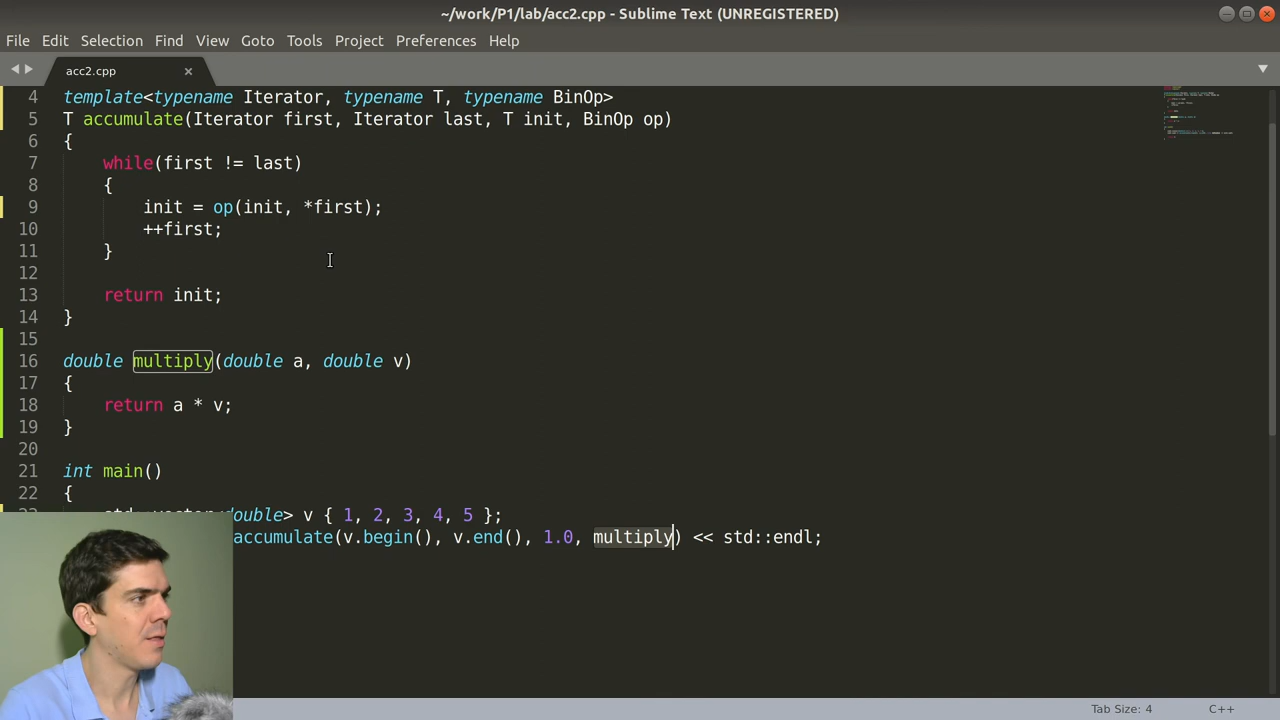 ~/work/P1/lab/acc2.cpp - Sublime Text (UNREGISTERED)
File Edit Selection Find View Goto Tools Project Preferences Help
acc2.cpp ×
4 template<typename Iterator, typename T, typename BinOp>
5 T accumulate(Iterator first, Iterator last, T init, BinOp op)
6 {
7 while(first != last)
8 {
9 init = op(init, *first);
10 ++first;
11 }
12
13 return init;
14 }
15
16 double multiply(double a, double v)
17 {
18 return a * v;
19 }
20
21 int main()
22 {
double> v { 1, 2, 3, 4, 5 };
accumulate(v.begin(), v.end(), 1.0, multiply) << std::endl;
Tab Size: 4 C++